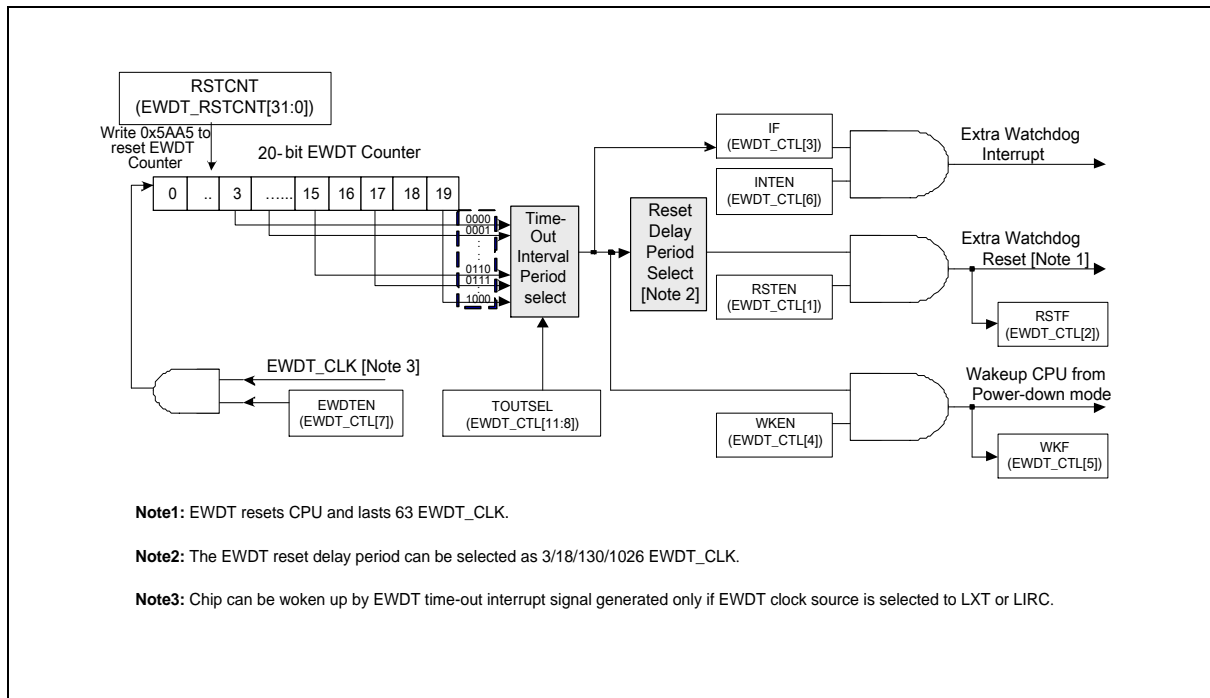 RSTCNT
(EWDT_RSTCNT[31:0])
Write 0x5AA5 to
reset EWDT
Counter
20-bit EWDT Counter
0 .. 3 …... 15 16 17 18 19
0000
0001
:
:
0110
0111
:
1000
Time-
Out
Interval
Period
select
Reset
Delay
Period
Select
[Note 2]
IF
(EWDT_CTL[3])
INTEN
(EWDT_CTL[6])
Extra Watchdog
Interrupt
RSTEN
(EWDT_CTL[1])
Extra Watchdog
Reset [Note 1]
RSTF
(EWDT_CTL[2])
EWDT_CLK [Note 3]
EWDTEN
(EWDT_CTL[7])
TOUTSEL
(EWDT_CTL[11:8])
WKEN
(EWDT_CTL[4])
Wakeup CPU from
Power-down mode
WKF
(EWDT_CTL[5])
Note1: EWDT resets CPU and lasts 63 EWDT_CLK.
Note2: The EWDT reset delay period can be selected as 3/18/130/1026 EWDT_CLK.
Note3: Chip can be woken up by EWDT time-out interrupt signal generated only if EWDT clock source is selected to LXT or LIRC.